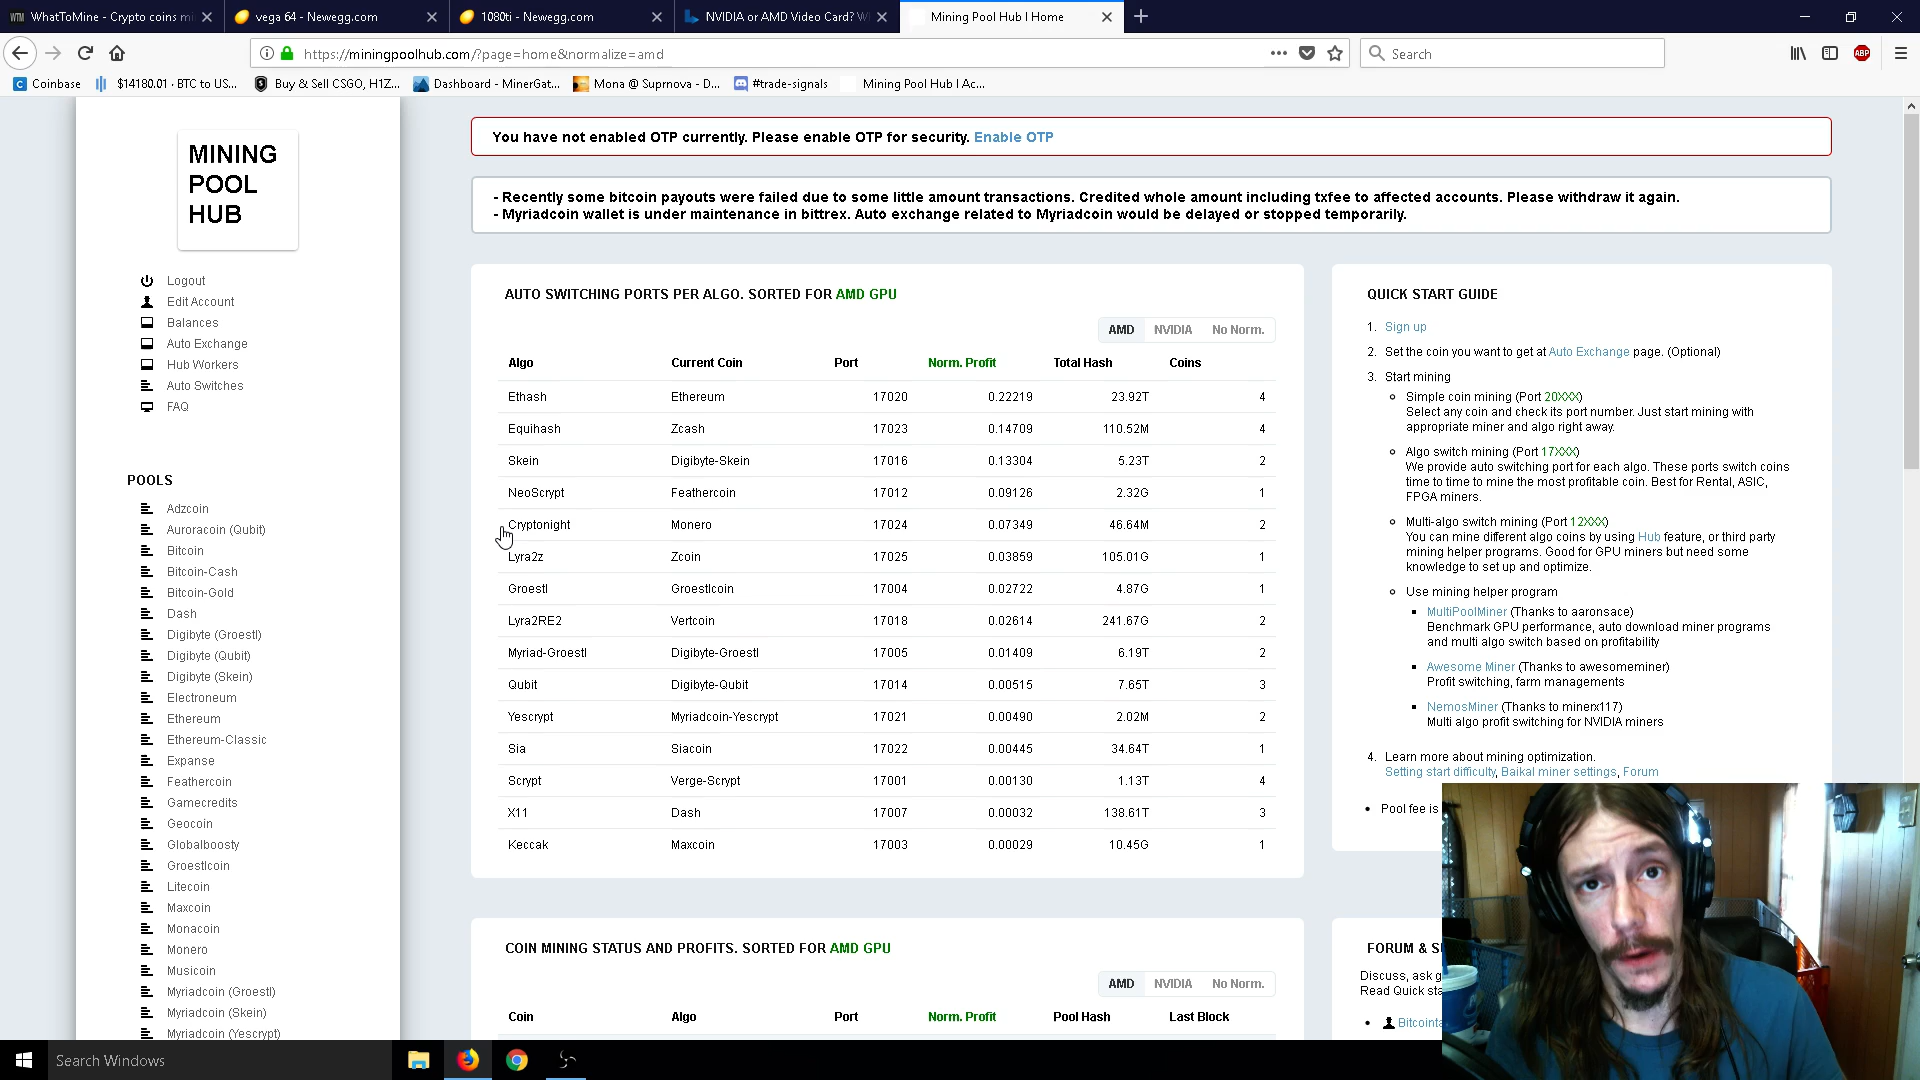 WhatToMine - Crypto coins mi
vega 64 - Newegg.com
1080ti - Newegg.com
NVIDIA or AMD Video Card? W
Mining Pool Hub | Home
https://miningpoolhub.com/?page=home&normalize=amd
Search
ABP
Coinbase
$14180.01 · BTC to US...
Buy & Sell CSGO, H1Z...
Dashboard - MinerGat...
Mona @ Suprnova - D...
#trade-signals
Mining Pool Hub | Ac...
MINING
POOL
HUB
Logout
Edit Account
Balances
Auto Exchange
Hub Workers
Auto Switches
FAQ
POOLS
Adzcoin
Auroracoin (Qubit)
Bitcoin
Bitcoin-Cash
Bitcoin-Gold
Dash
Digibyte (Groestl)
Digibyte (Qubit)
Digibyte (Skein)
Electroneum
Ethereum
Ethereum-Classic
Expanse
Feathercoin
Gamecredits
Geocoin
Globalboosty
Groestlcoin
Litecoin
Maxcoin
Monacoin
Monero
Musicoin
Myriadcoin (Groestl)
Myriadcoin (Skein)
Myriadcoin (Yescrypt)
You have not enabled OTP currently. Please enable OTP for security. Enable OTP
- Recently some bitcoin payouts were failed due to some little amount transactions. Credited whole amount including txfee to affected accounts. Please withdraw it again.
- Myriadcoin wallet is under maintenance in bittrex. Auto exchange related to Myriadcoin would be delayed or stopped temporarily.
AUTO SWITCHING PORTS PER ALGO. SORTED FOR AMD GPU
AMD NVIDIA No Norm.
Algo Current Coin Port Norm. Profit Total Hash Coins
Ethash Ethereum 17020 0.22219 23.92T 4
Equihash Zcash 17023 0.14709 110.52M 4
Skein Digibyte-Skein 17016 0.13304 5.23T 2
NeoScrypt Feathercoin 17012 0.09126 2.32G 1
Cryptonight Monero 17024 0.07349 46.64M 2
Lyra2z Zcoin 17025 0.03859 105.01G 1
Groestl Groestlcoin 17004 0.02722 4.87G 1
Lyra2RE2 Vertcoin 17018 0.02614 241.67G 2
Myriad-Groestl Digibyte-Groestl 17005 0.01409 6.19T 2
Qubit Digibyte-Qubit 17014 0.00515 7.65T 3
Yescrypt Myriadcoin-Yescrypt 17021 0.00490 2.02M 2
Sia Siacoin 17022 0.00445 34.64T 1
Scrypt Verge-Scrypt 17001 0.00130 1.13T 4
X11 Dash 17007 0.00032 138.61T 3
Keccak Maxcoin 17003 0.00029 10.45G 1
COIN MINING STATUS AND PROFITS. SORTED FOR AMD GPU
AMD NVIDIA No Norm.
Coin Algo Port Norm. Profit Pool Hash Last Block
QUICK START GUIDE
1. Sign up
2. Set the coin you want to get at Auto Exchange page. (Optional)
3. Start mining
Simple coin mining (Port 20XXX)
Select any coin and check its port number. Just start mining with
appropriate miner and algo right away.
Algo switch mining (Port 17XXX)
We provide auto switching port for each algo. These ports switch coins
time to time to mine the most profitable coin. Best for Rental, ASIC,
FPGA miners.
Multi-algo switch mining (Port 12XXX)
You can mine different algo coins by using Hub feature, or third party
mining helper programs. Good for GPU miners but need some
knowledge to set up and optimize.
Use mining helper program
MultiPoolMiner (Thanks to aaronsace)
Benchmark GPU performance, auto download miner programs
and multi algo switch based on profitability
Awesome Miner (Thanks to awesomeminer)
Profit switching, farm managements
NemosMiner (Thanks to minerx117)
Multi algo profit switching for NVIDIA miners
4. Learn more about mining optimization.
Setting start difficulty, Baikal miner settings, Forum
Pool fee is
FORUM & S
Discuss, ask g
Read Quick sta
Bitcointa
Search Windows